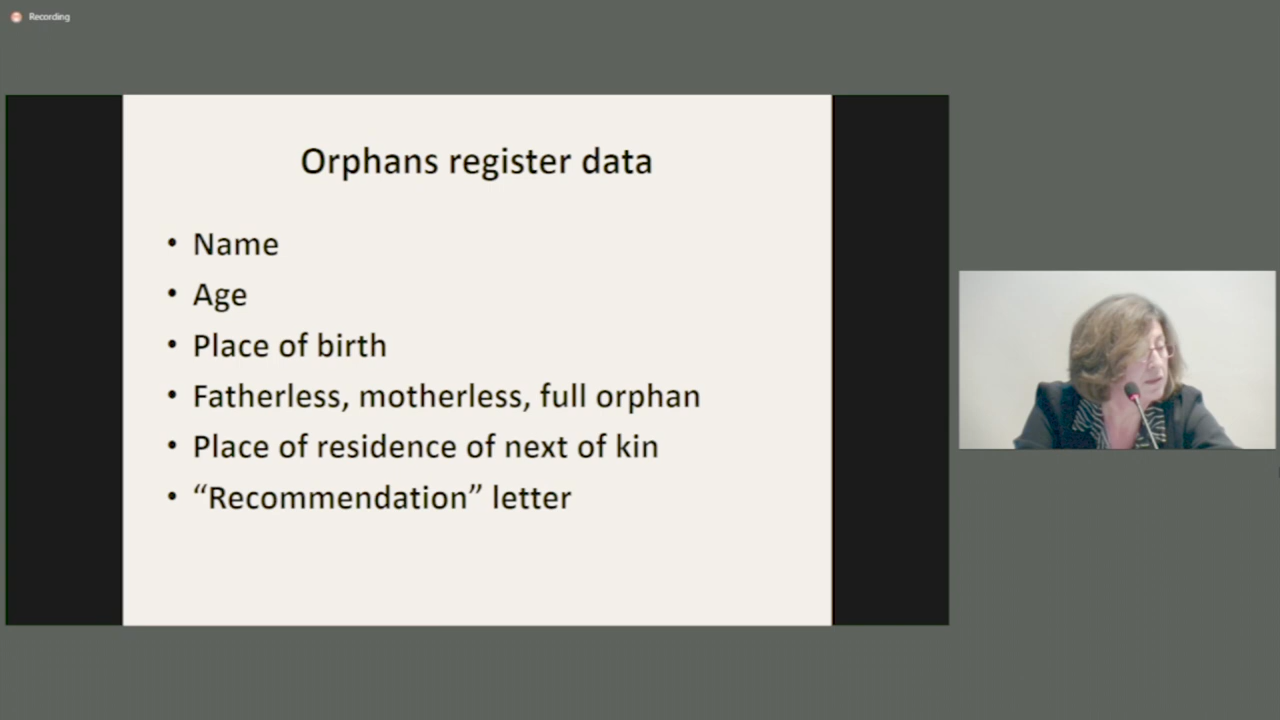 Recording
Orphans register data
• Name
• Age
• Place of birth
• Fatherless, motherless, full orphan
• Place of residence of next of kin
• “Recommendation” letter